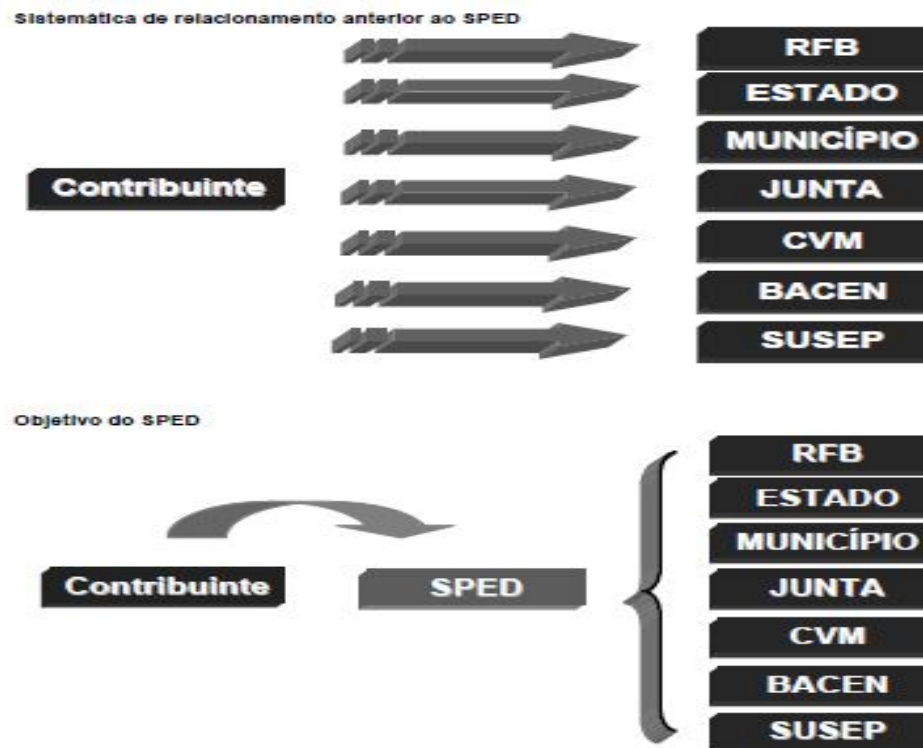 Sistemática de relacionamento anterior ao SPED
RFB
ESTADO
MUNICÍPIO
Contribuinte
JUNTA
CVM
BACEN
SUSEP
Objetivo do SPED
RFB
ESTADO
MUNICÍPIO
Contribuinte
SPED
JUNTA
CVM
BACEN
SUSEP